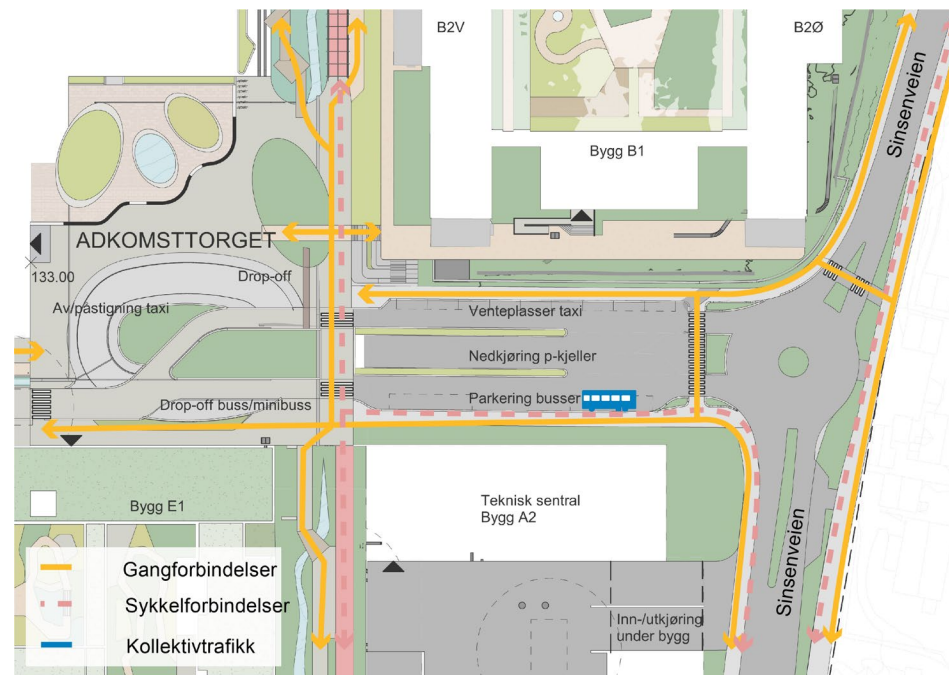 B2V
B2Ø
Sinsenveien
Bygg B1
ADKOMSTTORGET
133.00
Drop-off
Av/påstigning taxi
Venteplasser taxi
Nedkjøring p-kjeller
Parkering busser
Drop-off buss/minibuss
Bygg E1
Teknisk sentral
Bygg A2
Sinsenveien
Inn-/utkjøring
under bygg
Gangforbindelser
Sykkelforbindelser
Kollektivtrafikk